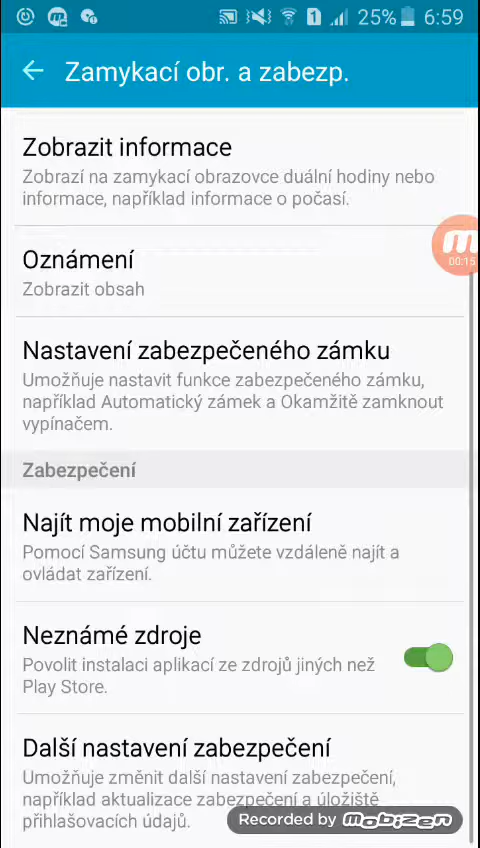 1 25% 6:59
Zamykací obr. a zabezp.
Zobrazit informace
Zobrazí na zamykací obrazovce duální hodiny nebo
informace, například informace o počasí.
Oznámení
Zobrazit obsah
00:15
Nastavení zabezpečeného zámku
Umožňuje nastavit funkce zabezpečeného zámku,
například Automatický zámek a Okamžitě zamknout
vypínačem.
Zabezpečení
Najít moje mobilní zařízení
Pomocí Samsung účtu můžete vzdáleně najít a
ovládat zařízení.
Neznámé zdroje
Povolit instalaci aplikací ze zdrojů jiných než
Play Store.
Další nastavení zabezpečení
Umožňuje změnit další nastavení zabezpečení,
například aktualizace zabezpečení a úložiště
přihlašovacích údajů.
Recorded by mobizen